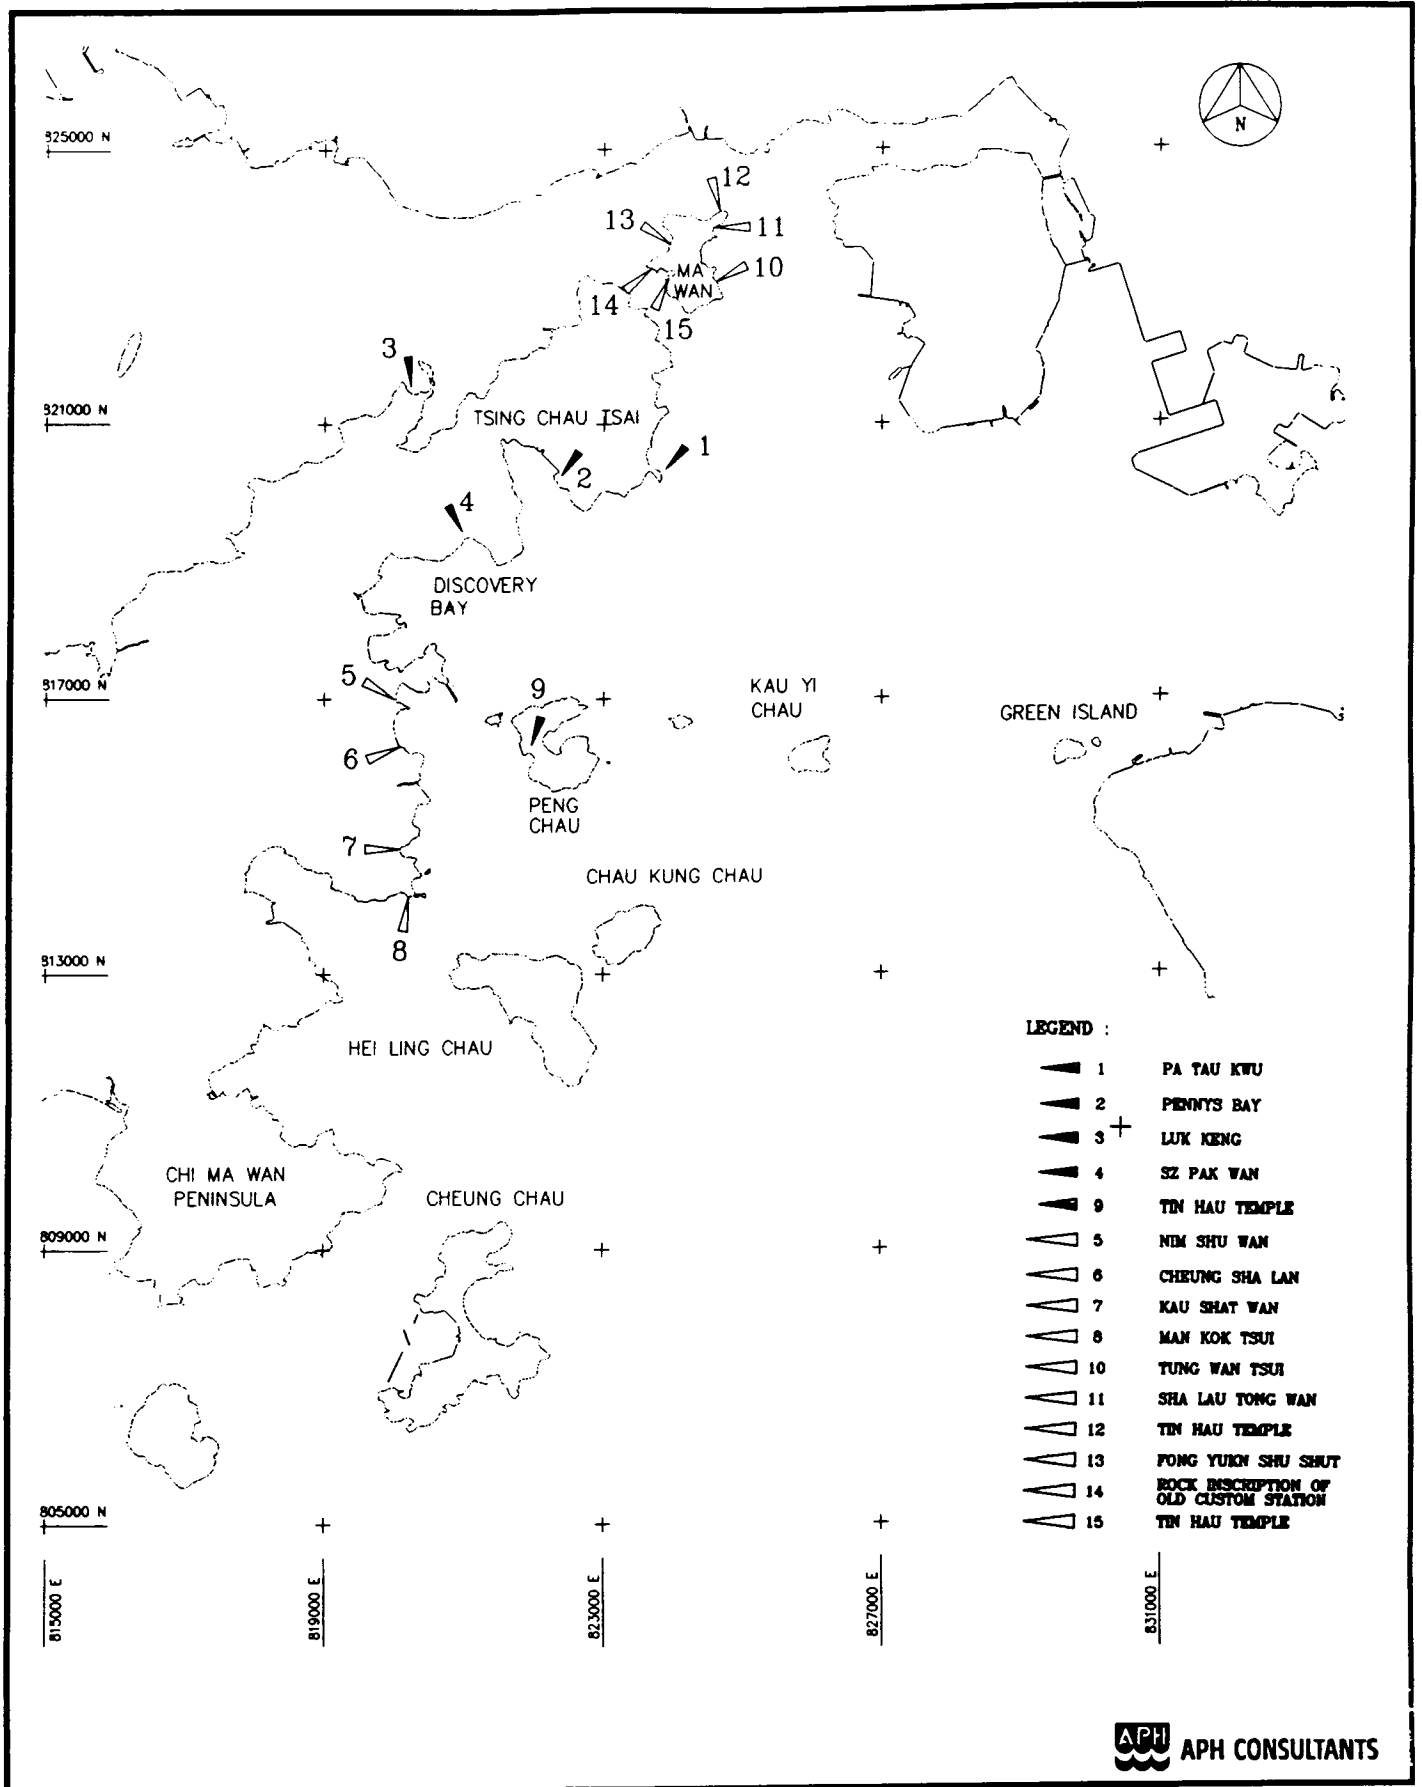 825000 N
N
12
13
11
MA
WAN
10
14
15
3
821000 N
TSING CHAU TSAI
1
2
4
DISCOVERY
BAY
5
817000 N
9
KAU YI
CHAU
GREEN ISLAND
6
PENG
CHAU
7
CHAU KUNG CHAU
8
813000 N
HEI LING CHAU
CHI MA WAN
PENINSULA
CHEUNG CHAU
809000 N
805000 N
815000 E
819000 E
823000 E
827000 E
831000 E
LEGEND :
1 PA TAU KWU
2 PENNYS BAY
3 LUK KENG
4 SZ PAK WAN
9 TIN HAU TEMPLE
5 NIM SHU WAN
6 CHEUNG SHA LAN
7 KAU SHAT WAN
8 MAN KOK TSUI
10 TUNG WAN TSUI
11 SHA LAU TONG WAN
12 TIN HAU TEMPLE
13 FONG YUEN SHU SHUT
14 ROCK INSCRIPTION OF
OLD CUSTOM STATION
15 TIN HAU TEMPLE
APH APH CONSULTANTS